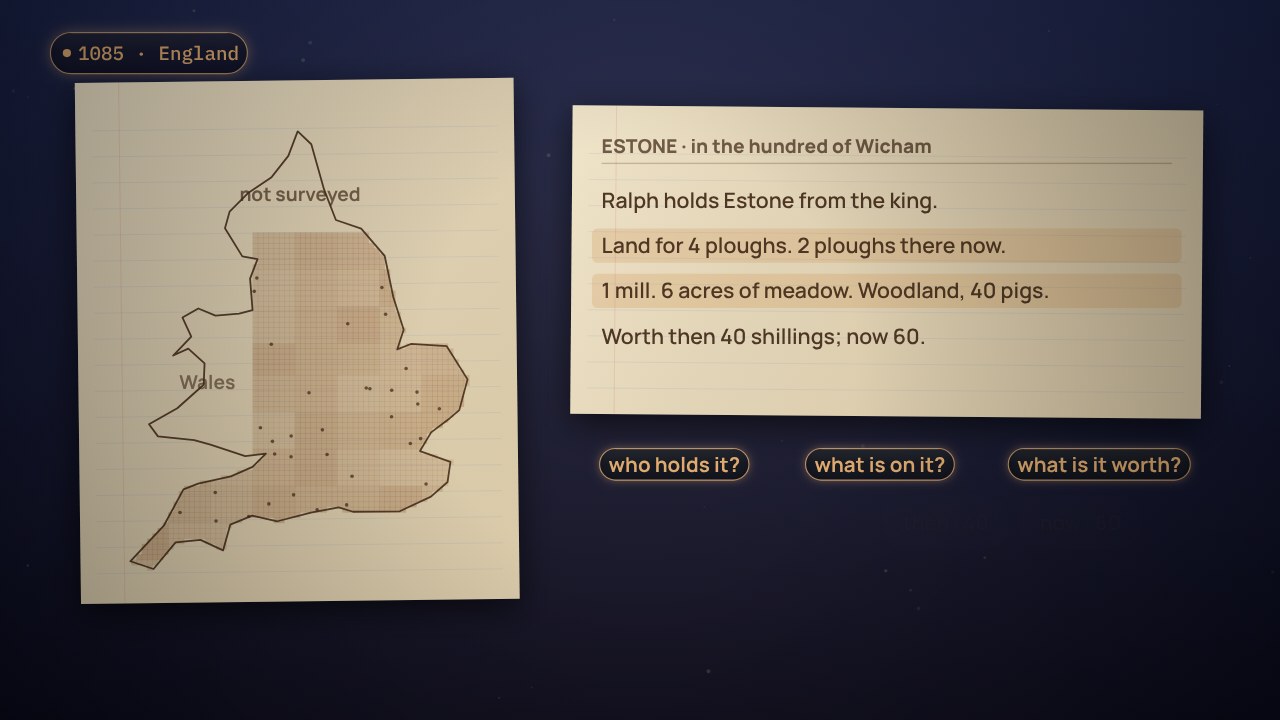 1085 · England
not surveyed
Wales
ESTONE · in the hundred of Wicham
Ralph holds Estone from the king.
Land for 4 ploughs. 2 ploughs there now.
1 mill. 6 acres of meadow. Woodland, 40 pigs.
Worth then 40 shillings; now 60.
who holds it?
what is on it?
what is it worth?